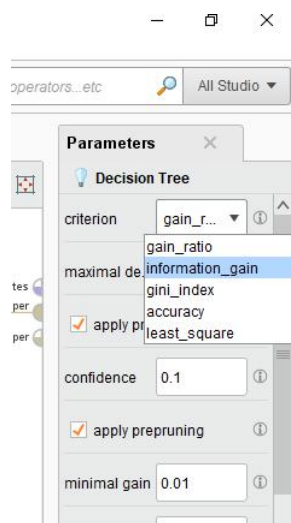 operators...etc
All Studio
Parameters
Decision Tree
criterion
gain_r...
gain_ratio
information_gain
gini_index
accuracy
least_square
maximal de
tes
per
per
apply pr
confidence
0.1
apply prepruning
minimal gain
0.01